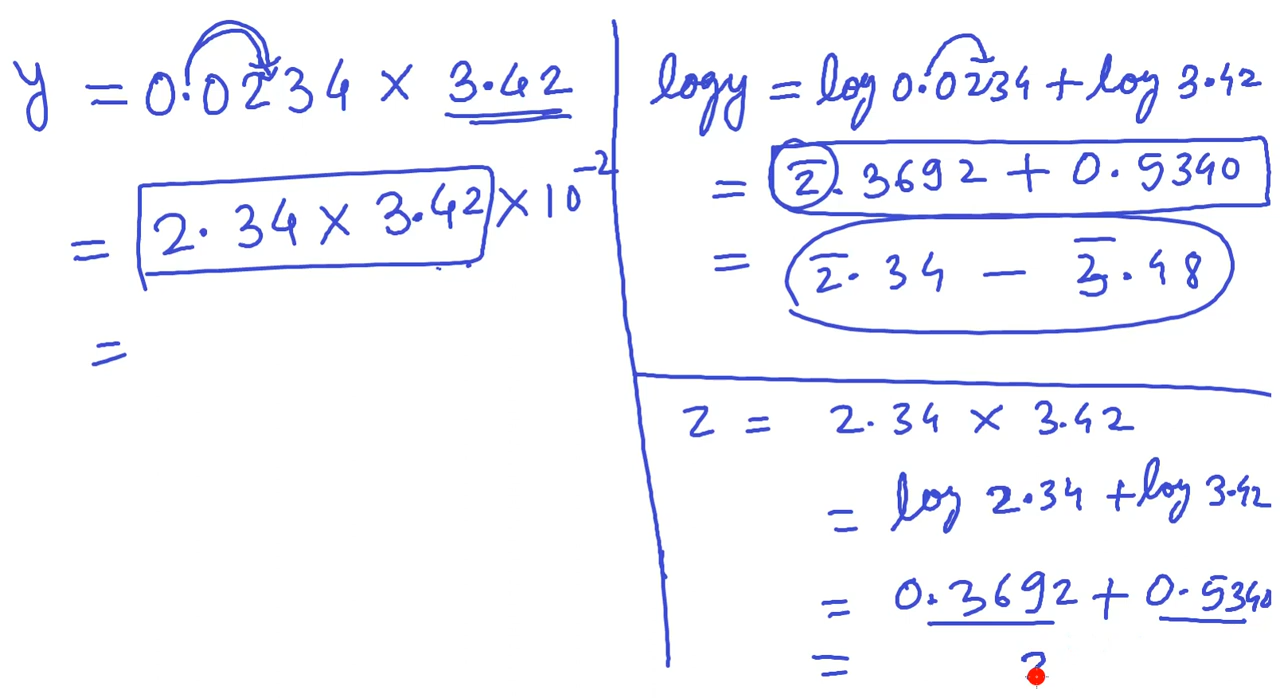 y = 0.0234 × 3.42
= 2.34 × 3.42 × 10⁻²
=
logy = log 0.0234 + log 3.42
= 2̅.3692 + 0.5340
= 2̅.34 − 3̅.48
Z = 2.34 × 3.42
= log 2.34 + log 3.42
= 0.3692 + 0.5340
=